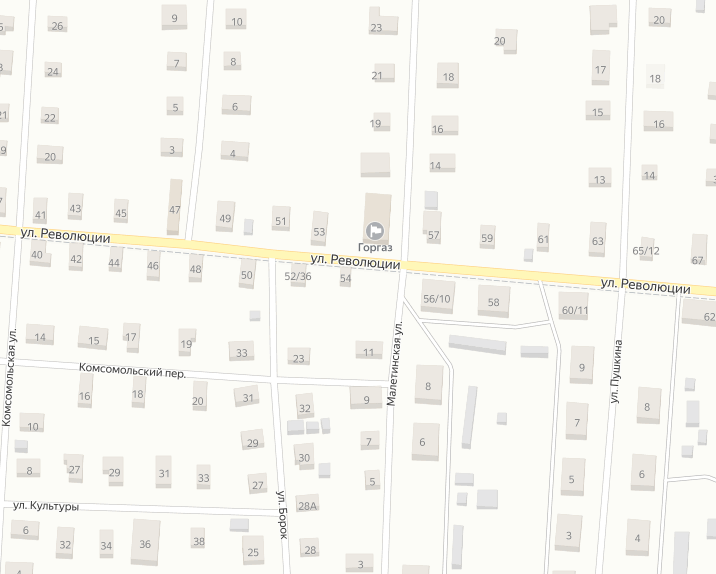 26 9 10 23 20 20
24 7 8 21 18 17 18
22 5 6 19 16 15 16
20 3 4 14 13 14
41 43 45 47 49 51 53 57 59 61 63 65/12 67
ул. Революции
Горгаз
ул. Революции
ул. Революции
40 42 44 46 48 50 52/36 54
56/10 58 60/11 62
14 15 17 19 33 23 11
Комсомольский пер.
Комсомольская ул.
Малетинская ул.
ул. Пушкина
16 18 20 31 32 9 8 9 8
10 29 30 7 6 7 6
8 27 29 31 33 27 5 5
ул. Культуры
ул. Борок
28А
6 32 34 36 38 25 28 3 3 4
4